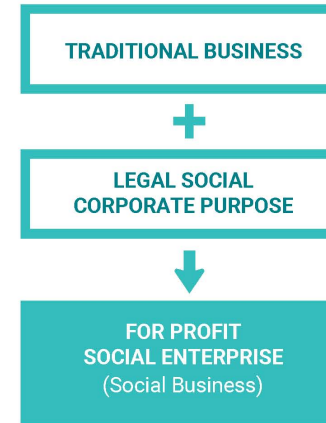 TRADITIONAL BUSINESS
+
LEGAL SOCIAL
CORPORATE PURPOSE
FOR PROFIT
SOCIAL ENTERPRISE
(Social Business)